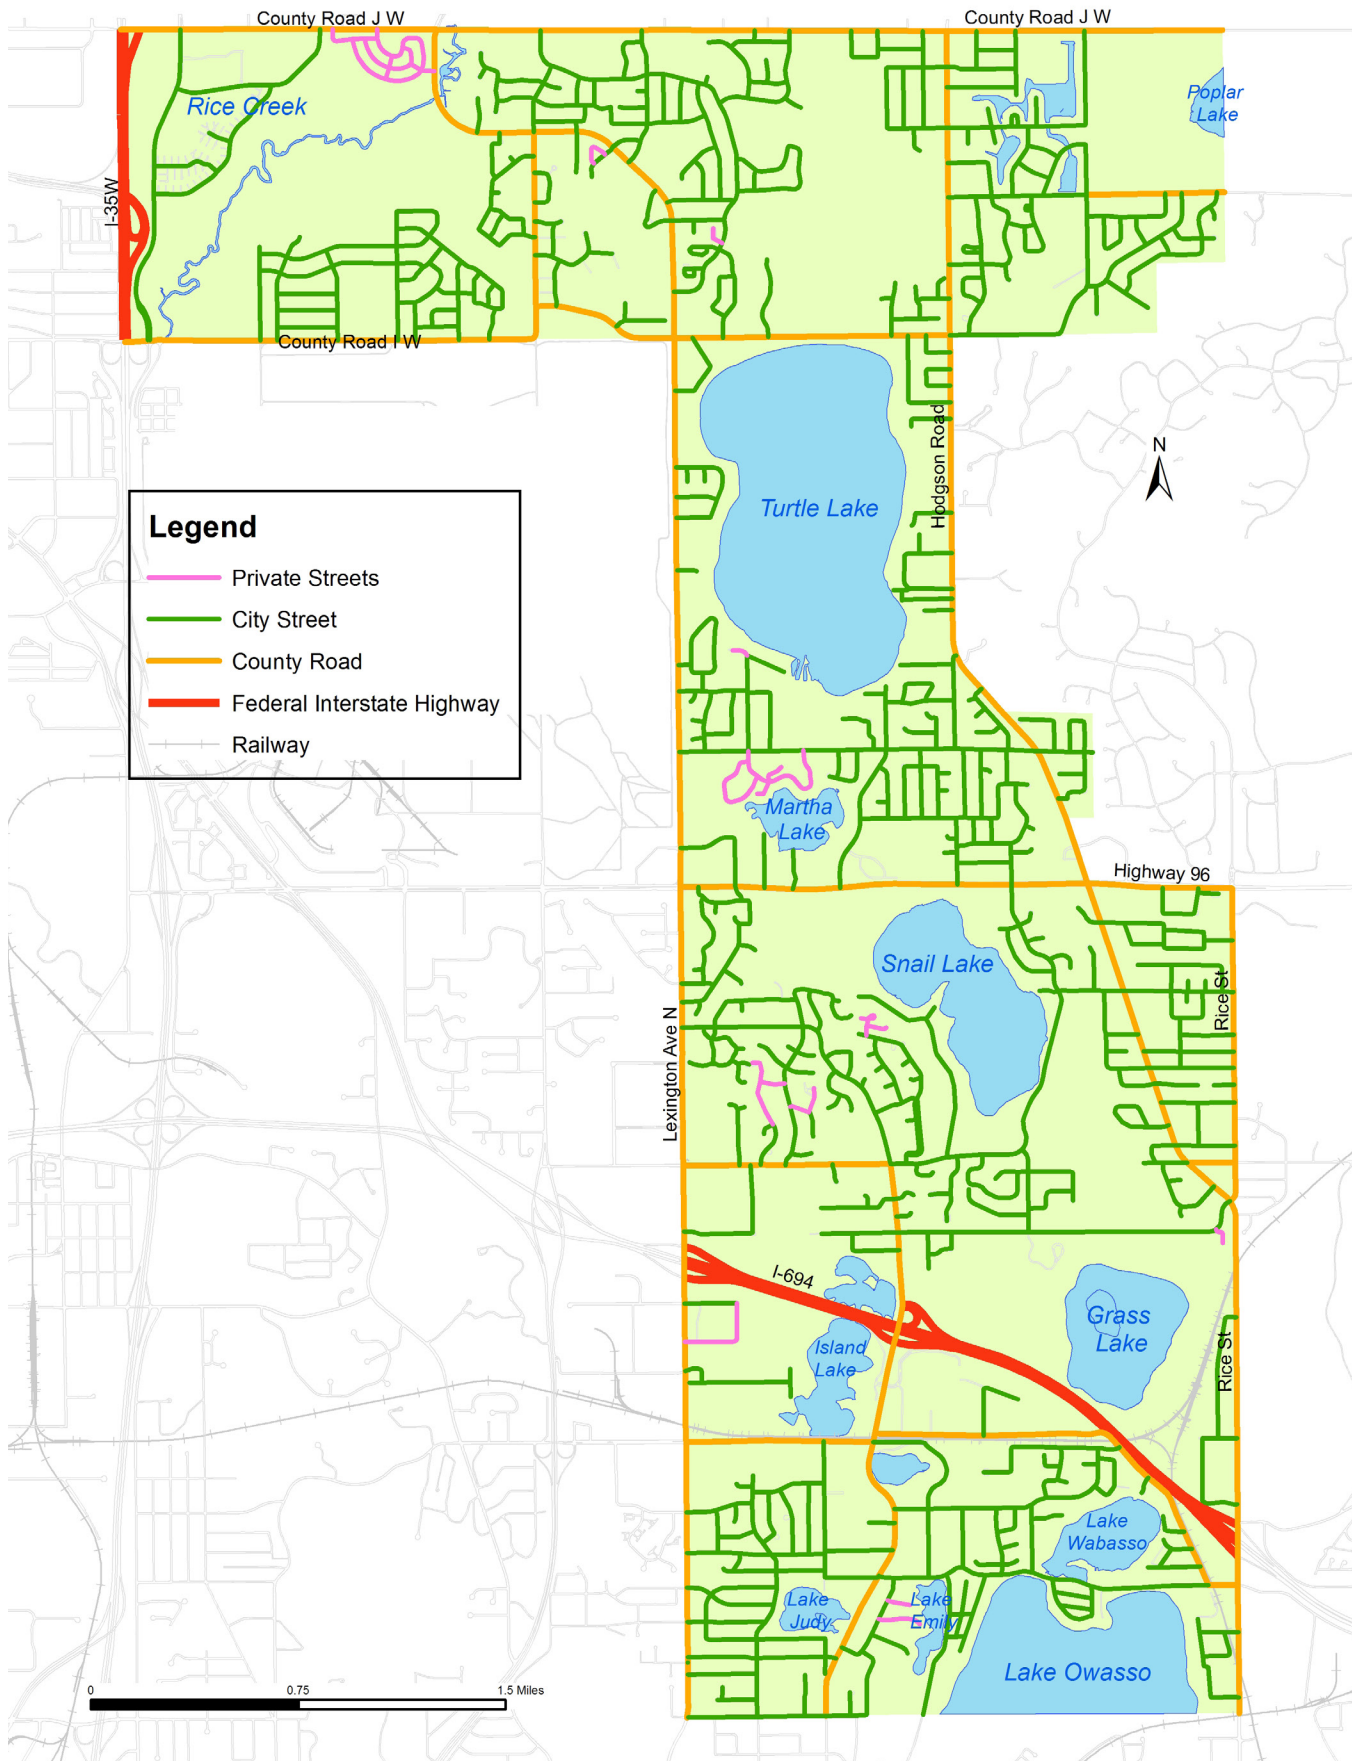 County Road J W
County Road J W
Rice Creek
Poplar
Lake
I-35W
County Road I W
Hodgson Road
N
Turtle Lake
Legend
Private Streets
City Street
County Road
Federal Interstate Highway
Railway
Martha
Lake
Highway 96
Snail Lake
Rice St
Lexington Ave N
I-694
Grass
Lake
Island
Lake
Rice St
Lake
Wabasso
Lake
Judy
Lake
Emily
Lake Owasso
0
0.75
1.5 Miles